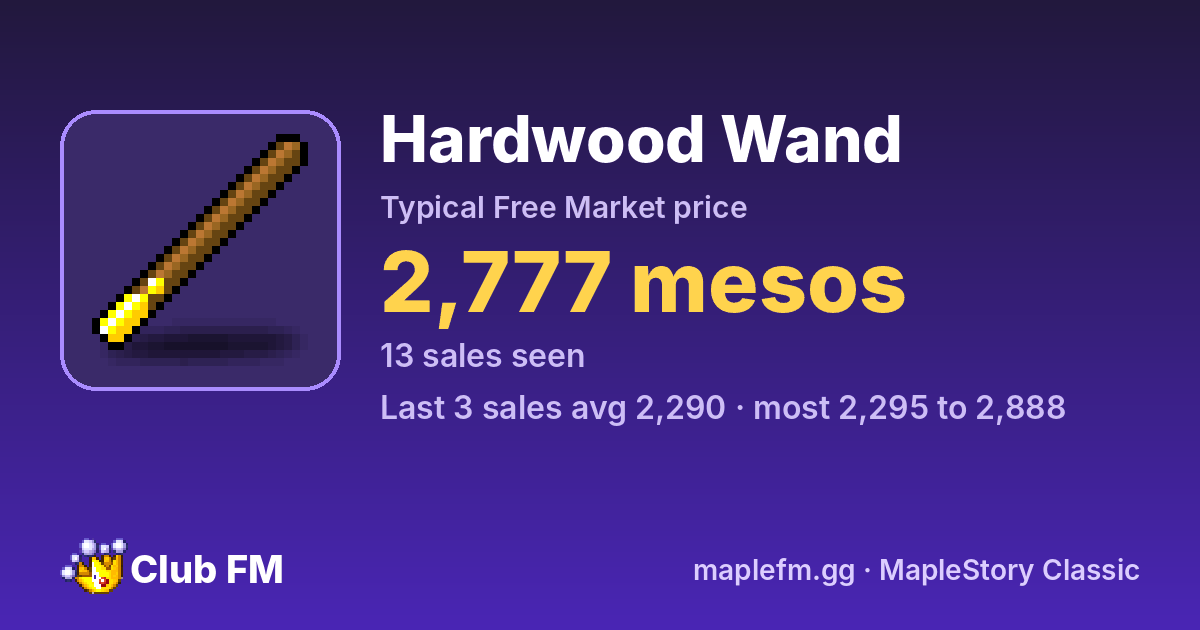 Hardwood Wand
Typical Free Market price
2,777 mesos
13 sales seen
Last 3 sales avg 2,290 · most 2,295 to 2,888
Club FM
maplefm.gg · MapleStory Classic